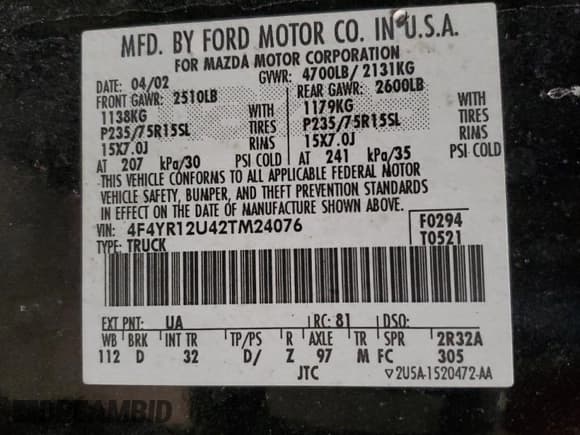 MFD. BY FORD MOTOR CO. IN U.S.A.
FOR MAZDA MOTOR CORPORATION
DATE: 04/02 GVWR: 4700LB/ 2131KG
FRONT GAWR: 2510LB REAR GAWR: 2600LB
1138KG WITH 1179KG WITH
P235/75R15SL TIRES P235/75R15SL TIRES
15X7.0J RINS 15X7.0J RINS
AT 207 kPa/30 PSI COLD AT 241 kPa/35 PSI COLD
THIS VEHICLE CONFORMS TO ALL APPLICABLE FEDERAL MOTOR
VEHICLE SAFETY, BUMPER, AND THEFT PREVENTION STANDARDS
IN EFFECT ON THE DATE OF MANUFACTURE SHOWN ABOVE.
VIN: 4F4YR12U42TM24076 F0294
TYPE: TRUCK T0521
EXT PNT: UA RC: 81 DSO:
WB BRK INT TR TP/PS R AXLE TR SPR 2R32A
112 D 32 D/ Z 97 M FC 305
JTC ▽2U5A-1520472-AA
DREAMBID